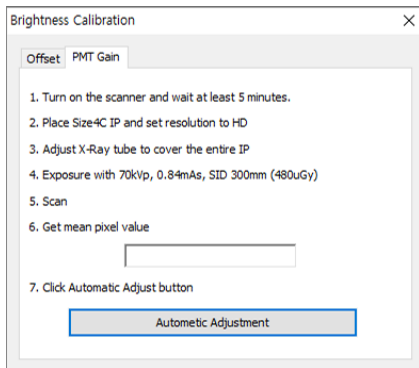 Brightness Calibration
Offset PMT Gain
1. Turn on the scanner and wait at least 5 minutes.
2. Place Size4C IP and set resolution to HD
3. Adjust X-Ray tube to cover the entire IP
4. Exposure with 70kVp, 0.84mAs, SID 300mm (480uGy)
5. Scan
6. Get mean pixel value
7. Click Automatic Adjust button
Autometic Adjustment